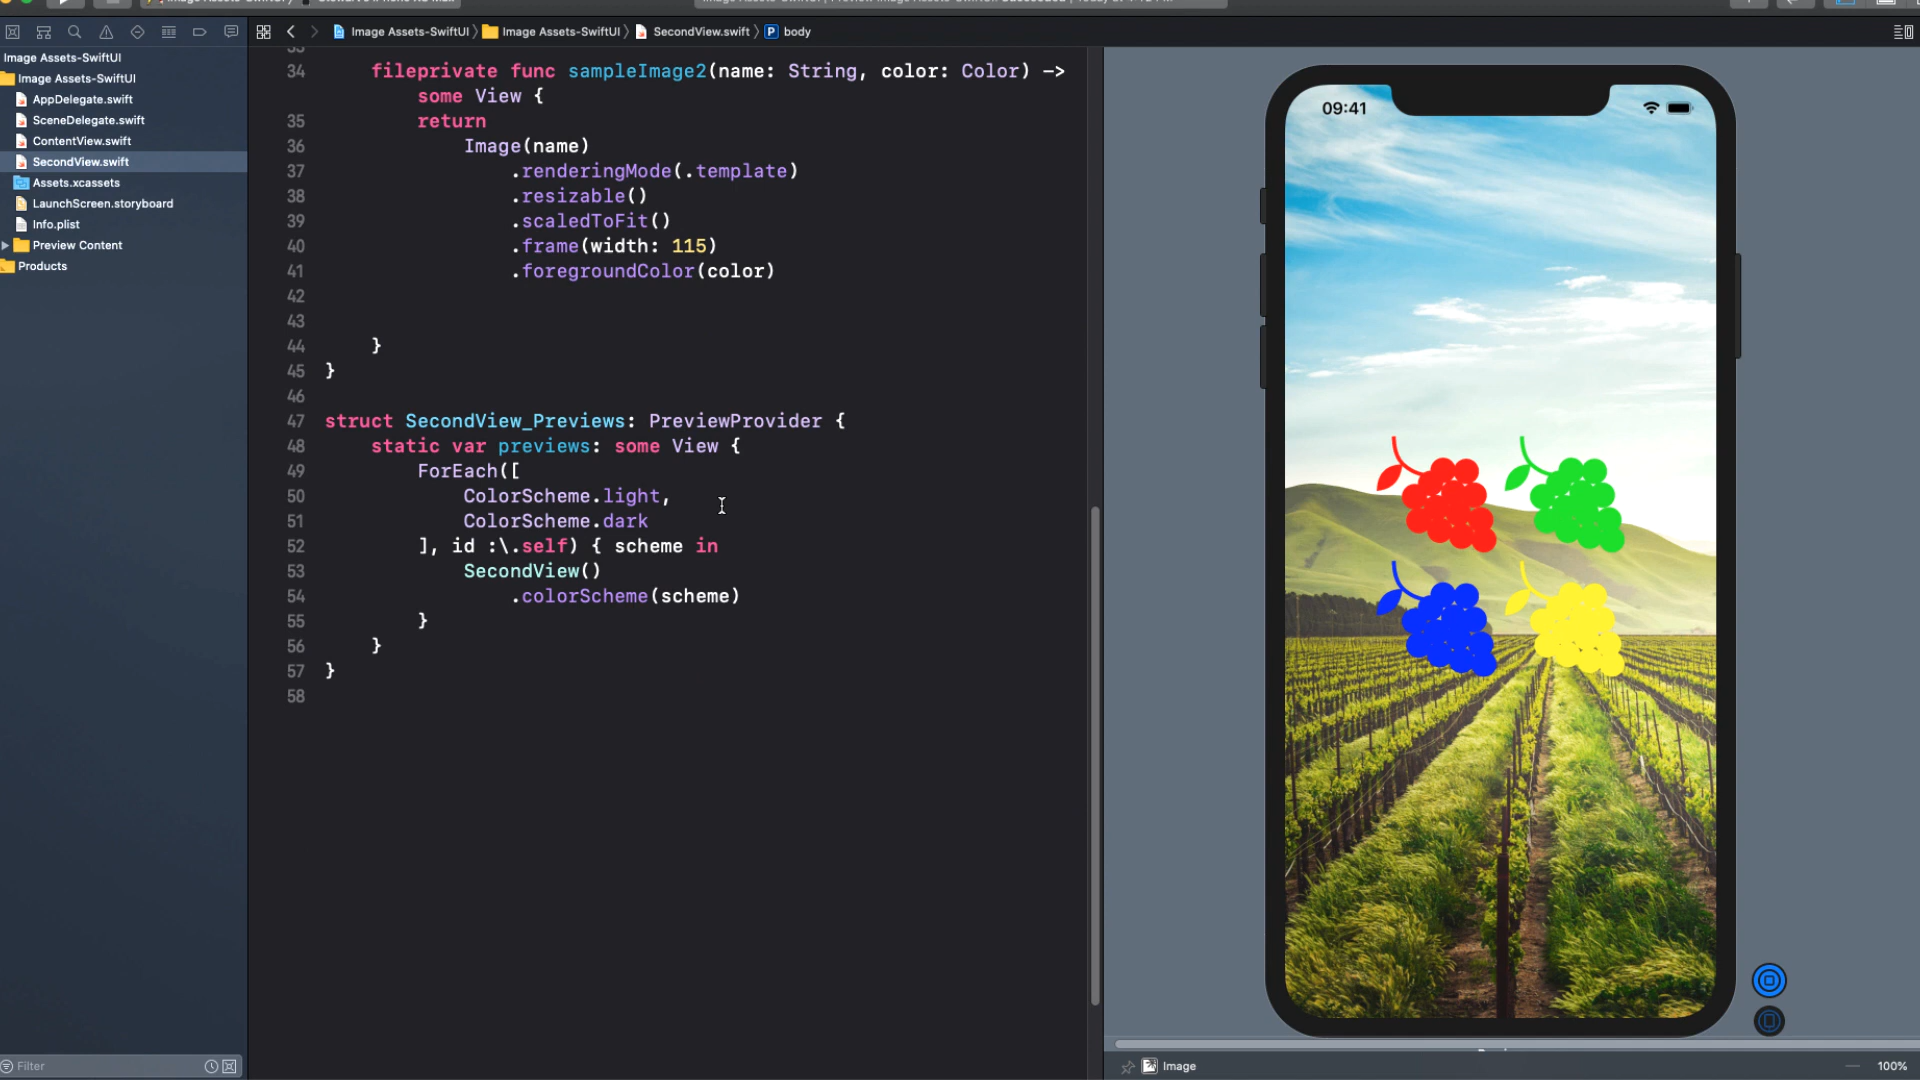 Image Assets-SwiftUI
Image Assets-SwiftUI
SecondView.swift
body
Image Assets-SwiftUI
Image Assets-SwiftUI
AppDelegate.swift
SceneDelegate.swift
ContentView.swift
SecondView.swift
Assets.xcassets
LaunchScreen.storyboard
Info.plist
Preview Content
Products
Filter
34 fileprivate func sampleImage2(name: String, color: Color) ->
some View {
35 return
36 Image(name)
37 .renderingMode(.template)
38 .resizable()
39 .scaledToFit()
40 .frame(width: 115)
41 .foregroundColor(color)
42
43
44 }
45 }
46
47 struct SecondView_Previews: PreviewProvider {
48 static var previews: some View {
49 ForEach([
50 ColorScheme.light,
51 ColorScheme.dark
52 ], id :\.self) { scheme in
53 SecondView()
54 .colorScheme(scheme)
55 }
56 }
57 }
58
09:41
Image
100%